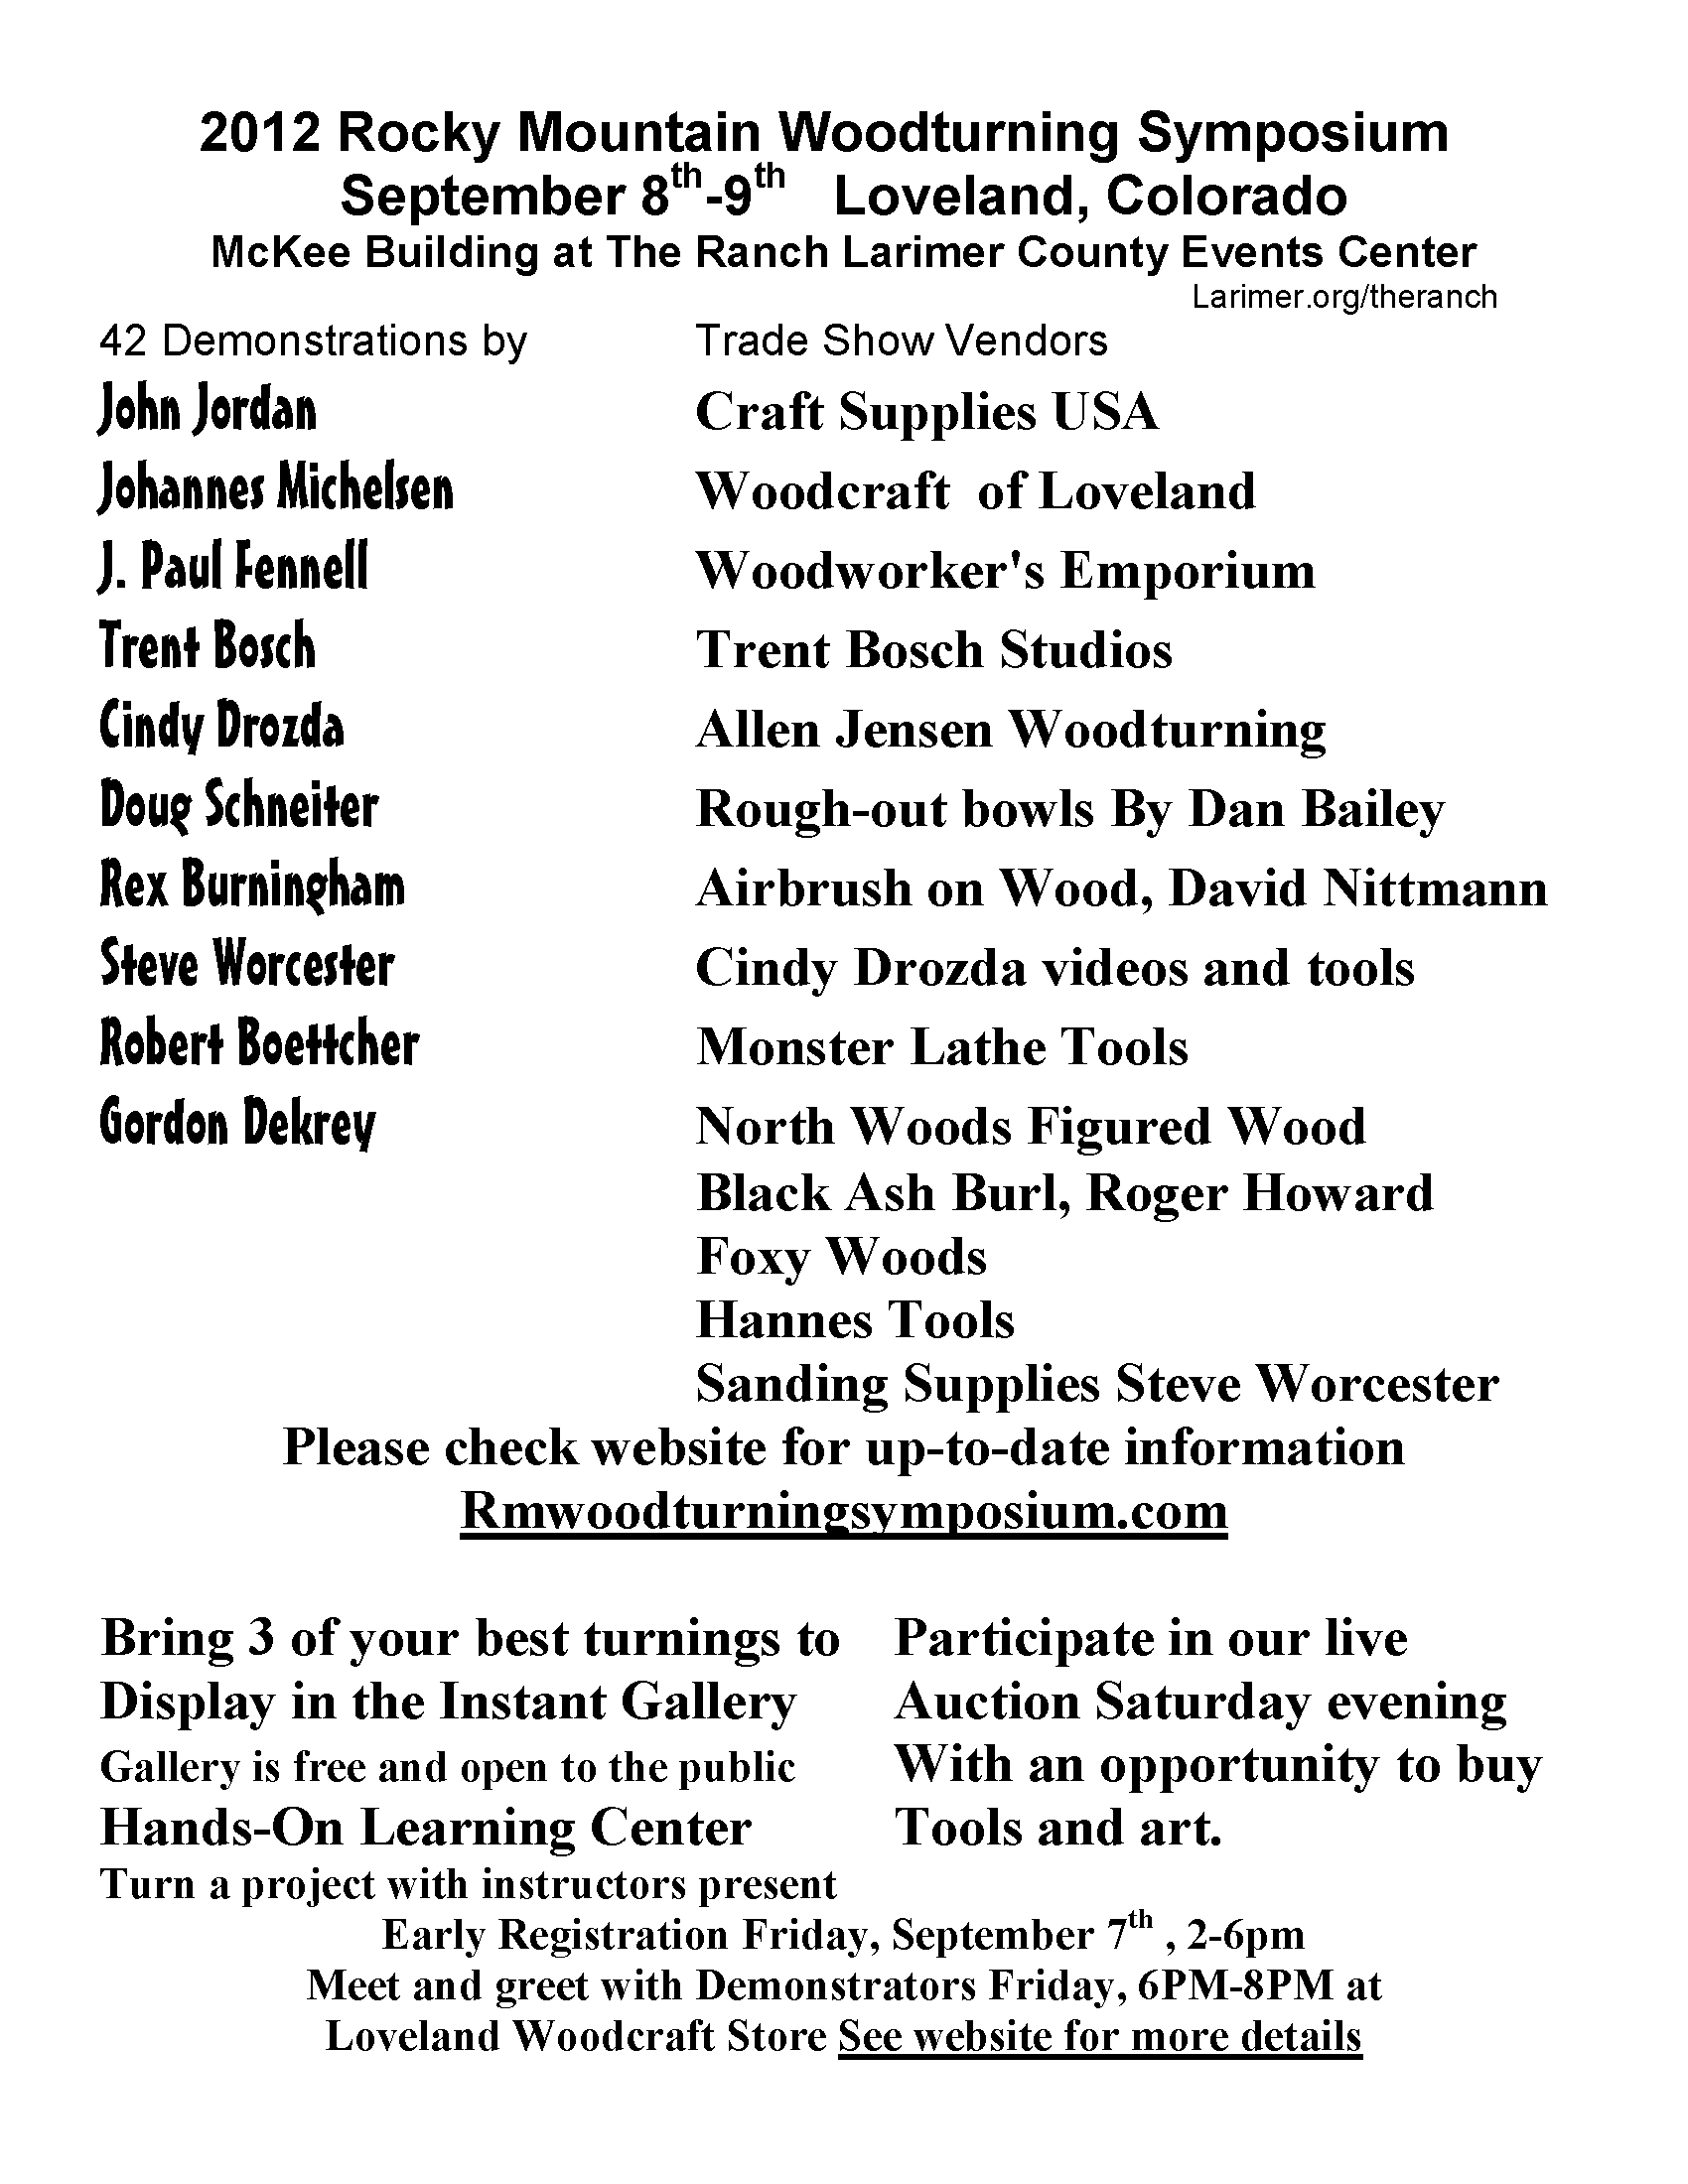 2012 Rocky Mountain Woodturning Symposium
September 8th-9th Loveland, Colorado
McKee Building at The Ranch Larimer County Events Center
Larimer.org/theranch
42 Demonstrations by
John Jordan
Johannes Michelsen
J. Paul Fennell
Trent Bosch
Cindy Drozda
Doug Schneiter
Rex Burningham
Steve Worcester
Robert Boettcher
Gordon Dekrey
Trade Show Vendors
Craft Supplies USA
Woodcraft of Loveland
Woodworker's Emporium
Trent Bosch Studios
Allen Jensen Woodturning
Rough-out bowls By Dan Bailey
Airbrush on Wood, David Nittmann
Cindy Drozda videos and tools
Monster Lathe Tools
North Woods Figured Wood
Black Ash Burl, Roger Howard
Foxy Woods
Hannes Tools
Sanding Supplies Steve Worcester
Please check website for up-to-date information
Rmwoodturningsymposium.com
Bring 3 of your best turnings to
Display in the Instant Gallery
Gallery is free and open to the public
Hands-On Learning Center
Turn a project with instructors present
Participate in our live
Auction Saturday evening
With an opportunity to buy
Tools and art.
Early Registration Friday, September 7th , 2-6pm
Meet and greet with Demonstrators Friday, 6PM-8PM at
Loveland Woodcraft Store See website for more details